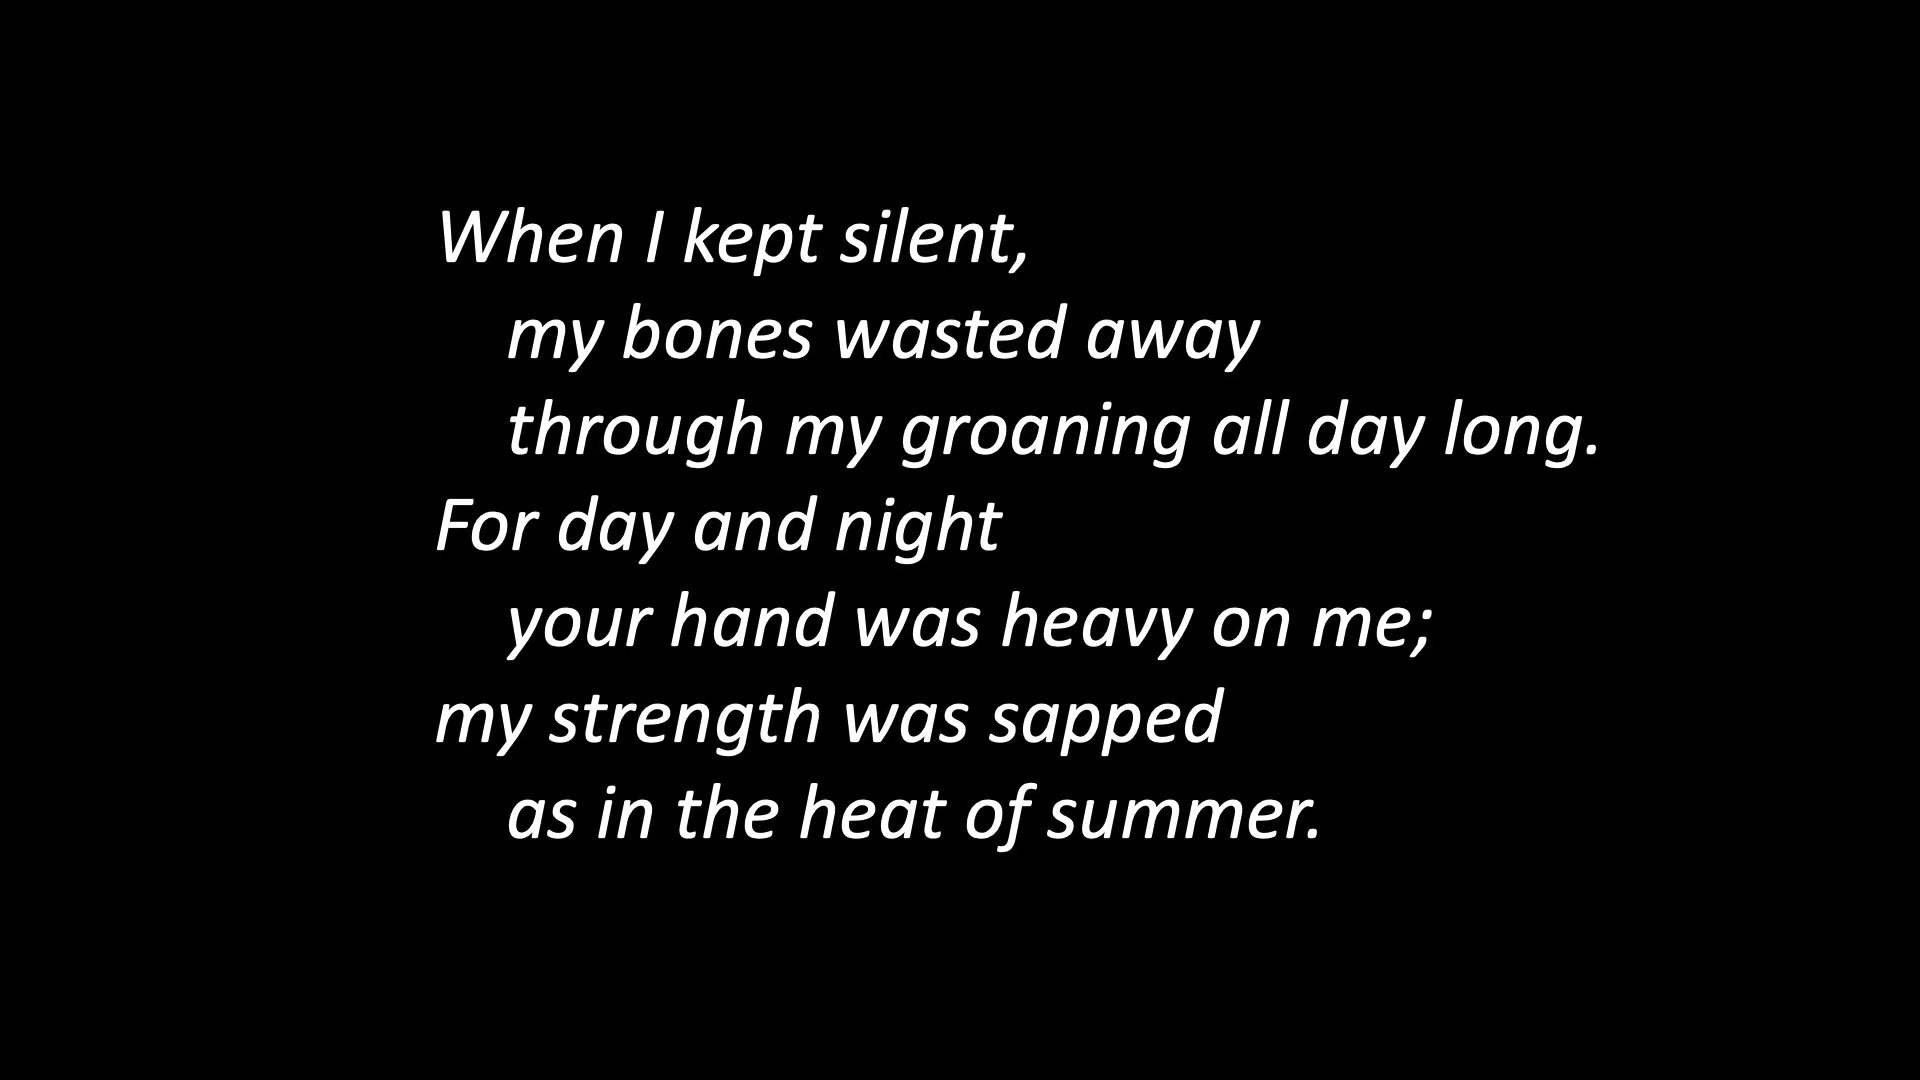 When I kept silent,
my bones wasted away
through my groaning all day long.
For day and night
your hand was heavy on me;
my strength was sapped
as in the heat of summer.